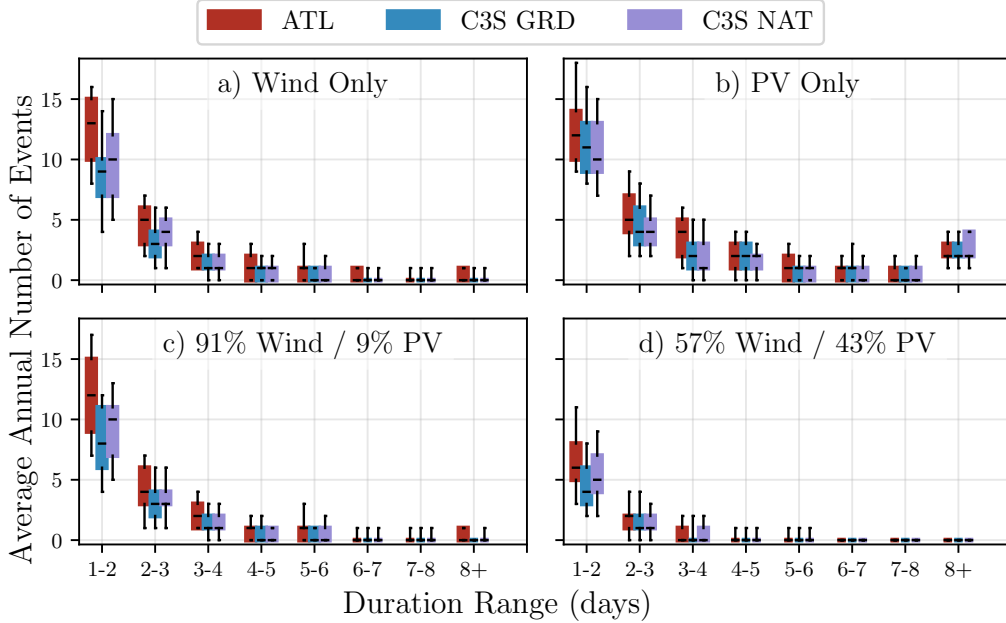 ATL C3S GRD C3S NAT
a) Wind Only
b) PV Only
15
10
5
0
c) 91% Wind / 9% PV
d) 57% Wind / 43% PV
15
10
5
0
1-2 2-3 3-4 4-5 5-6 6-7 7-8 8+
1-2 2-3 3-4 4-5 5-6 6-7 7-8 8+
Average Annual Number of Events
Duration Range (days)